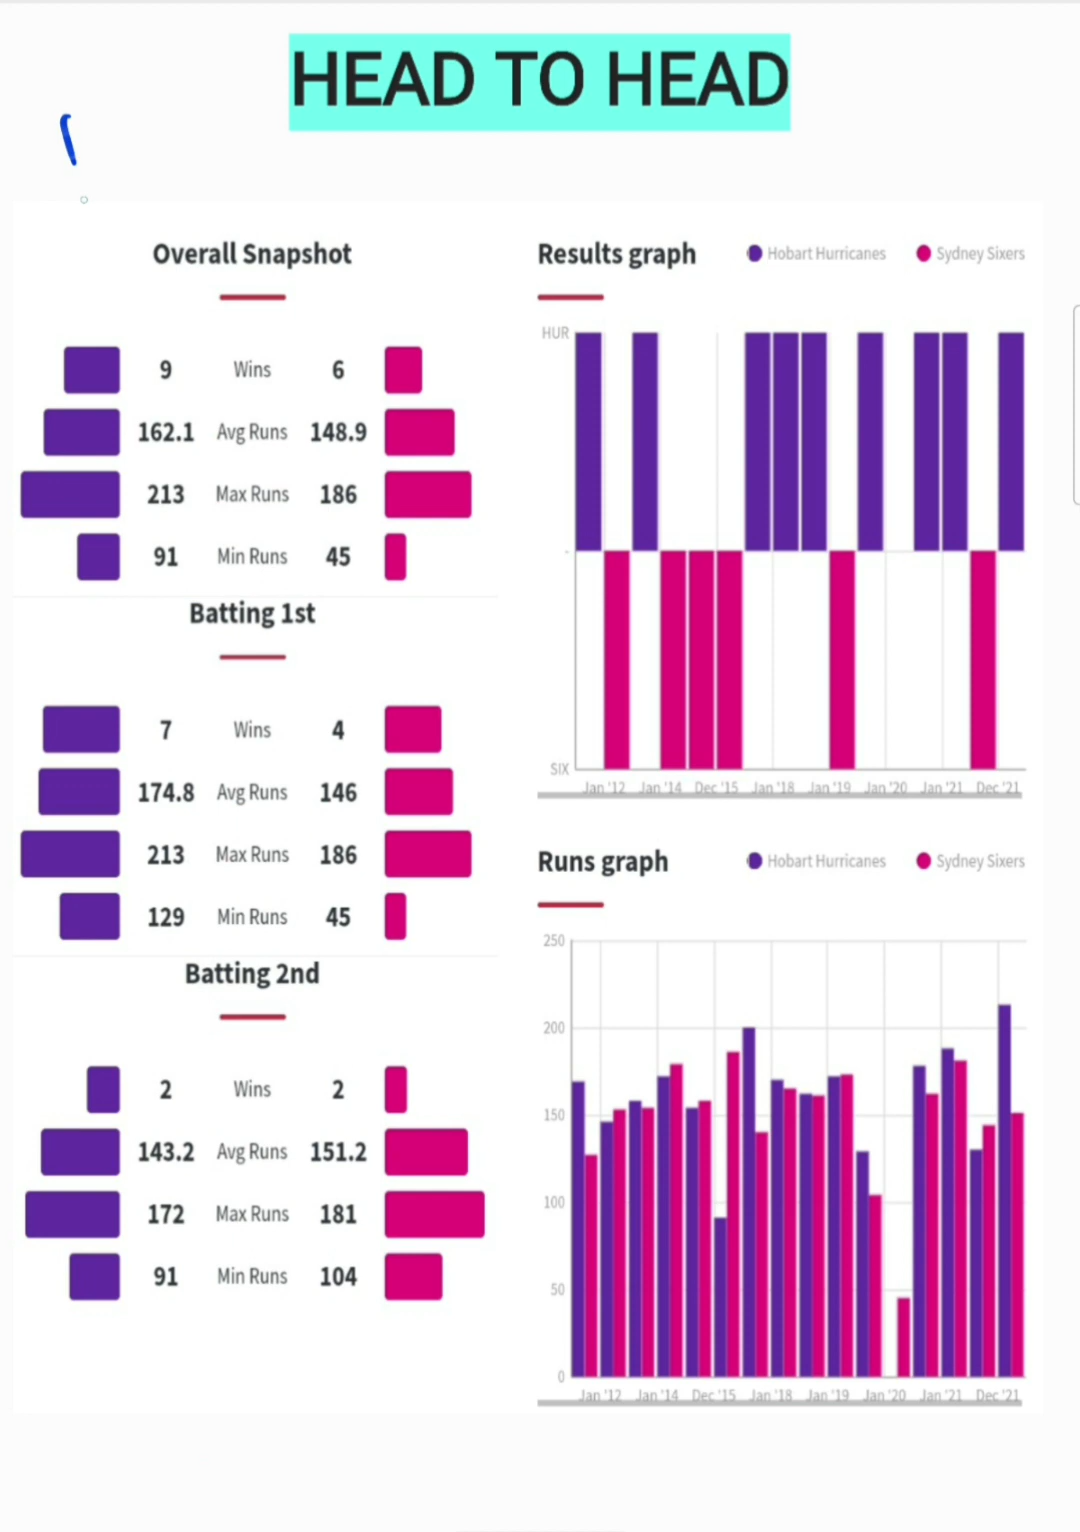 HEAD TO HEAD
Overall Snapshot
9 Wins 6
162.1 Avg Runs 148.9
213 Max Runs 186
91 Min Runs 45
Batting 1st
7 Wins 4
174.8 Avg Runs 146
213 Max Runs 186
129 Min Runs 45
Batting 2nd
2 Wins 2
143.2 Avg Runs 151.2
172 Max Runs 181
91 Min Runs 104
Results graph Hobart Hurricanes Sydney Sixers
HUR
-
SIX
Jan '12 Jan '14 Dec '15 Jan '18 Jan '19 Jan '20 Jan '21 Dec '21
Runs graph Hobart Hurricanes Sydney Sixers
250
200
150
100
50
0
Jan '12 Jan '14 Dec '15 Jan '18 Jan '19 Jan '20 Jan '21 Dec '21